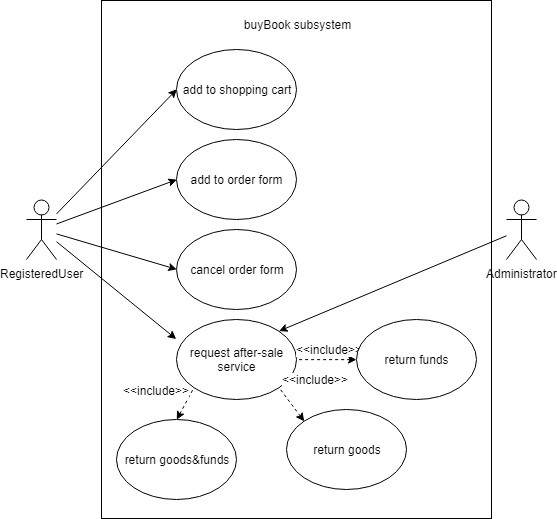 buyBook subsystem
add to shopping cart
add to order form
RegisteredUser
Administrator
cancel order form
request after-sale
service
<<include>>
return funds
<<include>>
<<include>>
return goods&funds
return goods